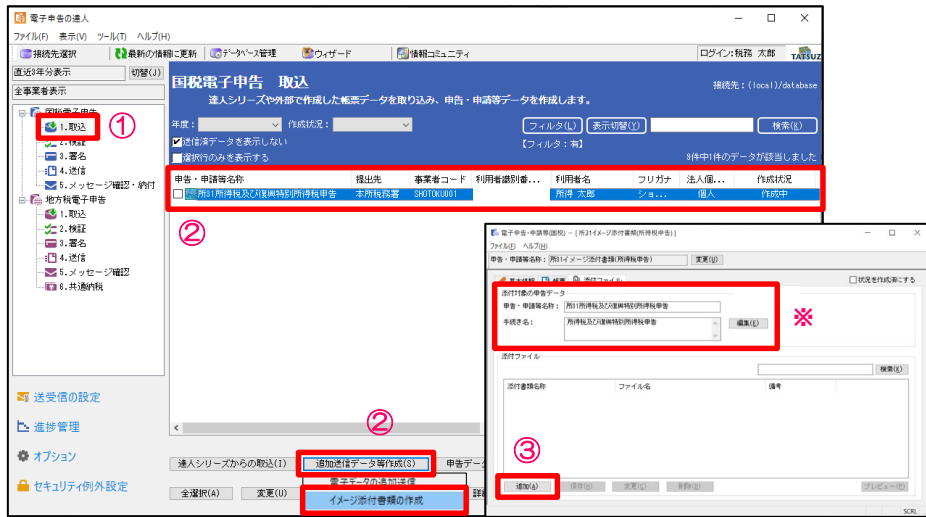 電子申告の達人
ファイル(F) 表示(V) ツール(T) ヘルプ(H)
接続先選択 最新の情報に更新 データベース管理 ウィザード 情報コミュニティ ログイン:税務 太郎 TATSUZ
直近3年分表示 切替(J)
全事業者表示
国税電子申告
1.取込
2.検証
3.署名
4.送信
5.メッセージ確認・納付
地方税電子申告
1.取込
2.検証
3.署名
4.送信
5.メッセージ確認
6.共通納税
送受信の設定
進捗管理
オプション
セキュリティ例外設定
①
国税電子申告 取込
接続先:(local)/database
達人シリーズや外部で作成した帳票データを取り込み、申告・申請等データを作成します。
年度: 作成状況: フィルタ(L) 表示切替(Y) 検索(K)
送信済データを表示しない 【フィルタ:有】
選択行のみを表示する 3件中1件のデータが該当しました
申告・申請等名称 提出先 事業者コード 利用者識別番... 利用者名 フリガナ 法人個... 作成状況
所31所得税及び復興特別所得税申告 本所税務署 SHOTOKU001 所得 太郎 ショ... 個人 作成中
②
②
達人シリーズからの取込(I) 追加送信データ等作成(S) 申告デー
電子データの追加送信
全選択(A) 変更(U) イメージ添付書類の作成 詳
電子申告・申請等(国税) - [所31イメージ添付書類(所得税申告)]
ファイル(F) ヘルプ(H)
申告・申請等名称: 所31イメージ添付書類(所得税申告) 変更(U)
基本情報 帳票 添付ファイル 状況を作成済にする
添付対象の申告データ
申告・申請等名称: 所31所得税及び復興特別所得税申告
手続き名: 所得税及び復興特別所得税申告 編集(E)
※
添付ファイル
検索(K)
添付書類名称 ファイル名 備考
③
追加(A) 保存(W) 変更(C) 削除(D) プレビュー(P)
SCRL